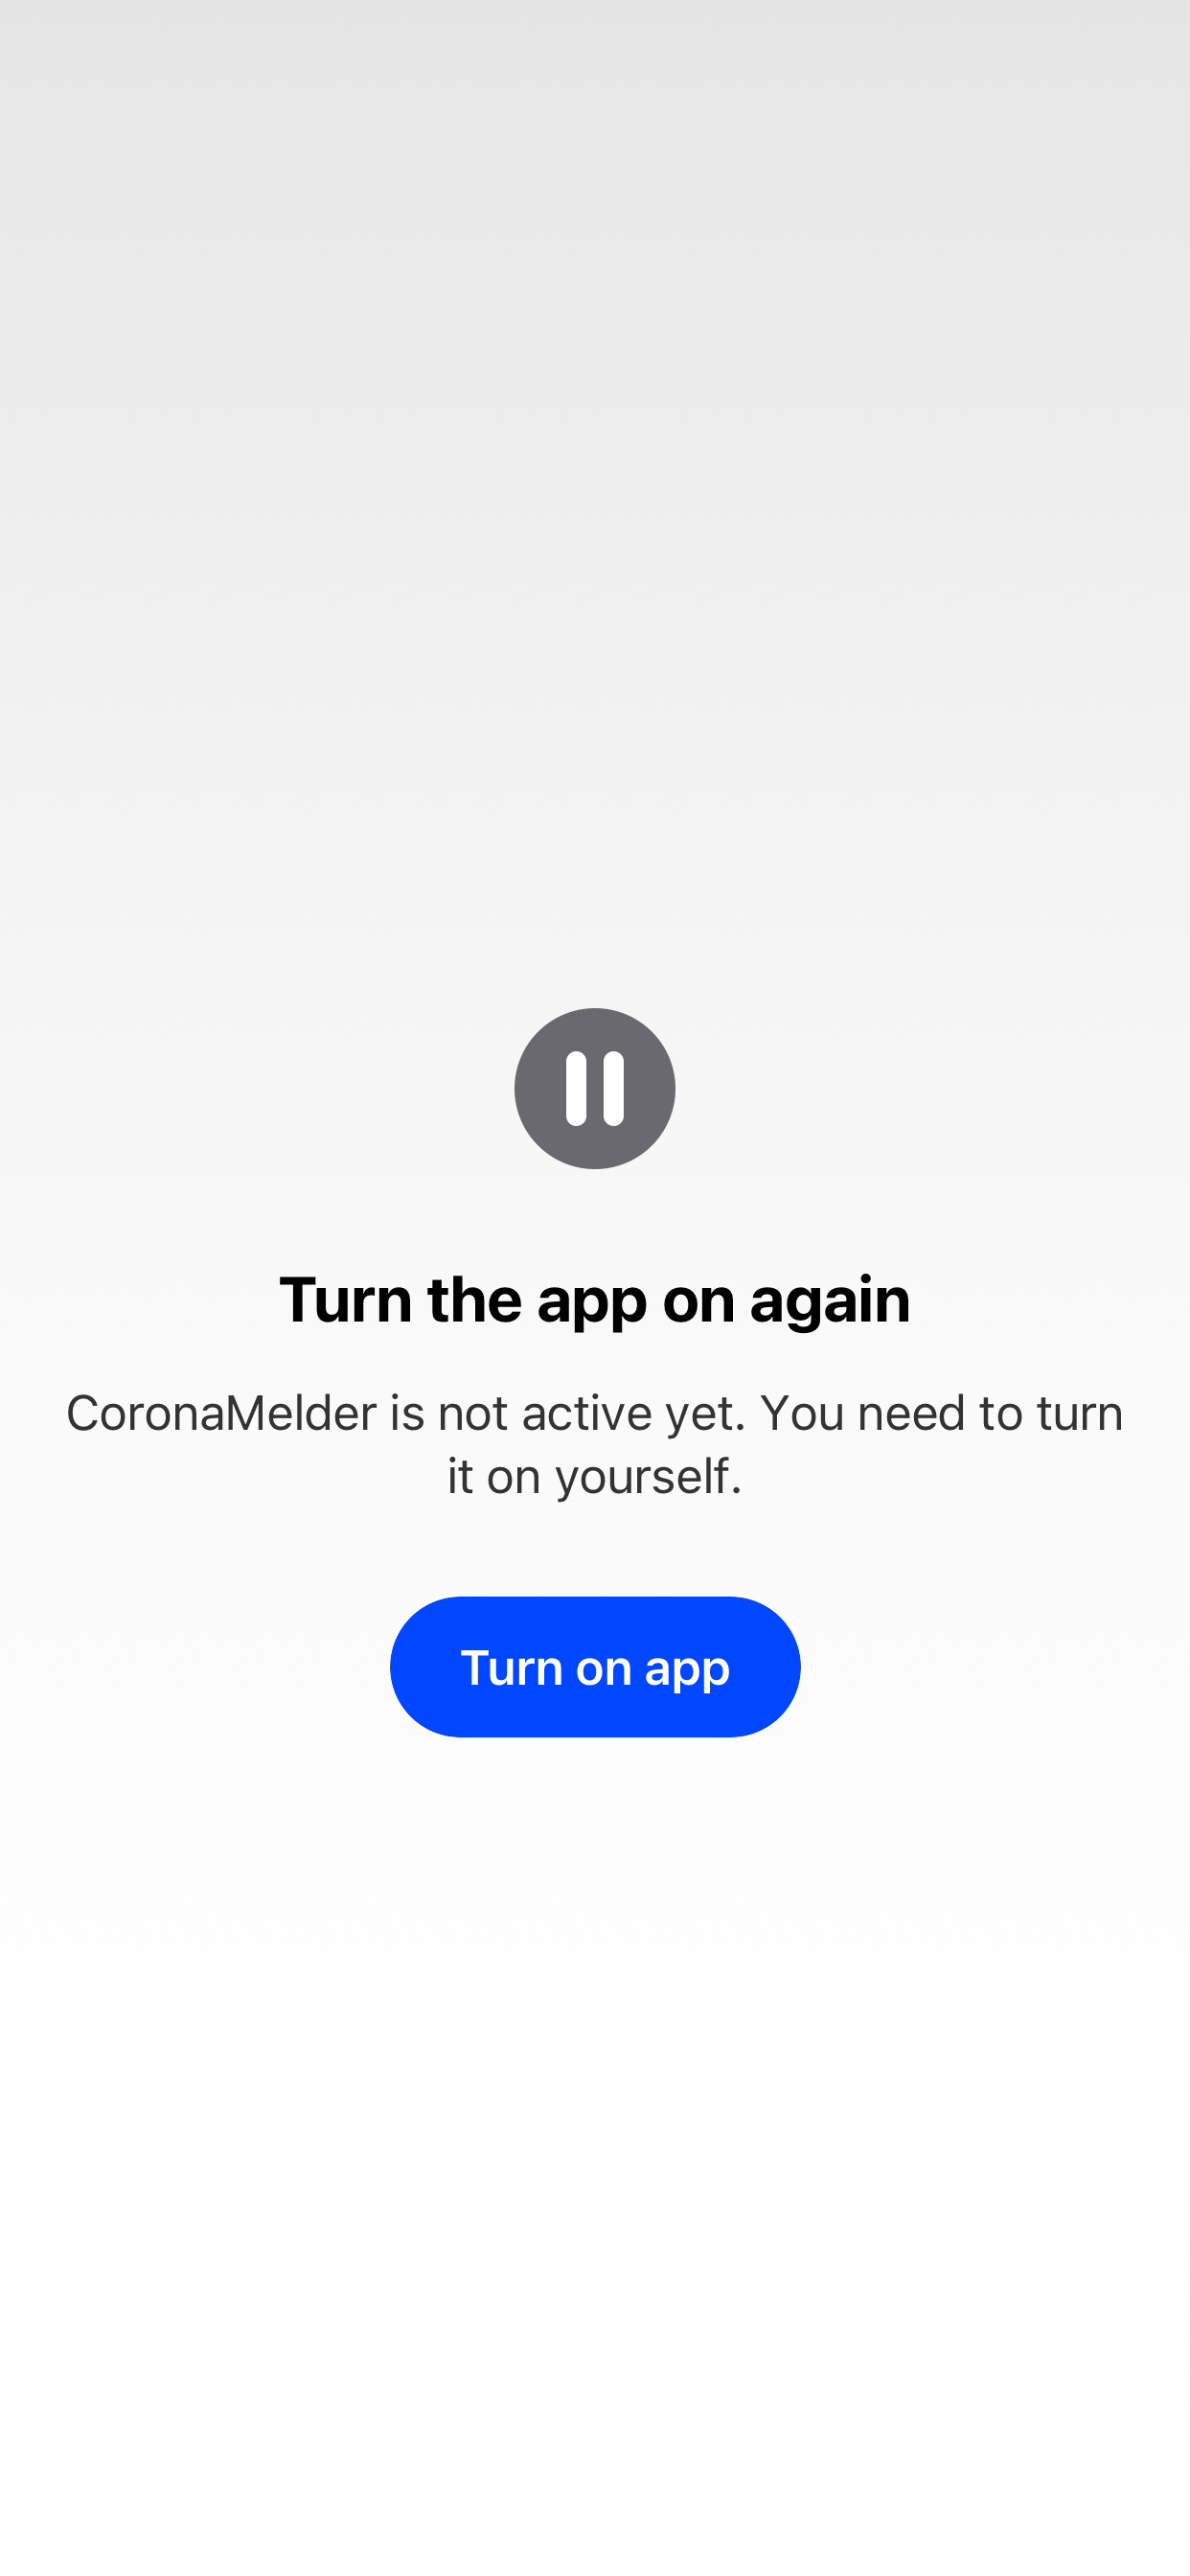 Turn the app on again
CoronaMelder is not active yet. You need to turn
it on yourself.
Turn on app